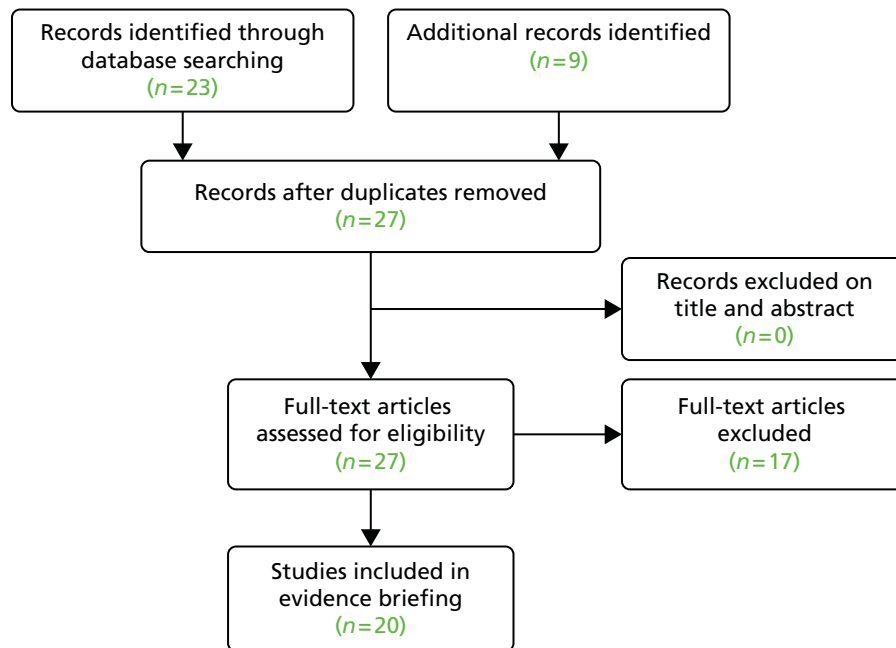 Records identified through
database searching
(n=23)
Additional records identified
(n=9)
Records after duplicates removed
(n=27)
Records excluded on
title and abstract
(n=0)
Full-text articles
assessed for eligibility
(n=27)
Full-text articles
excluded
(n=17)
Studies included in
evidence briefing
(n=20)